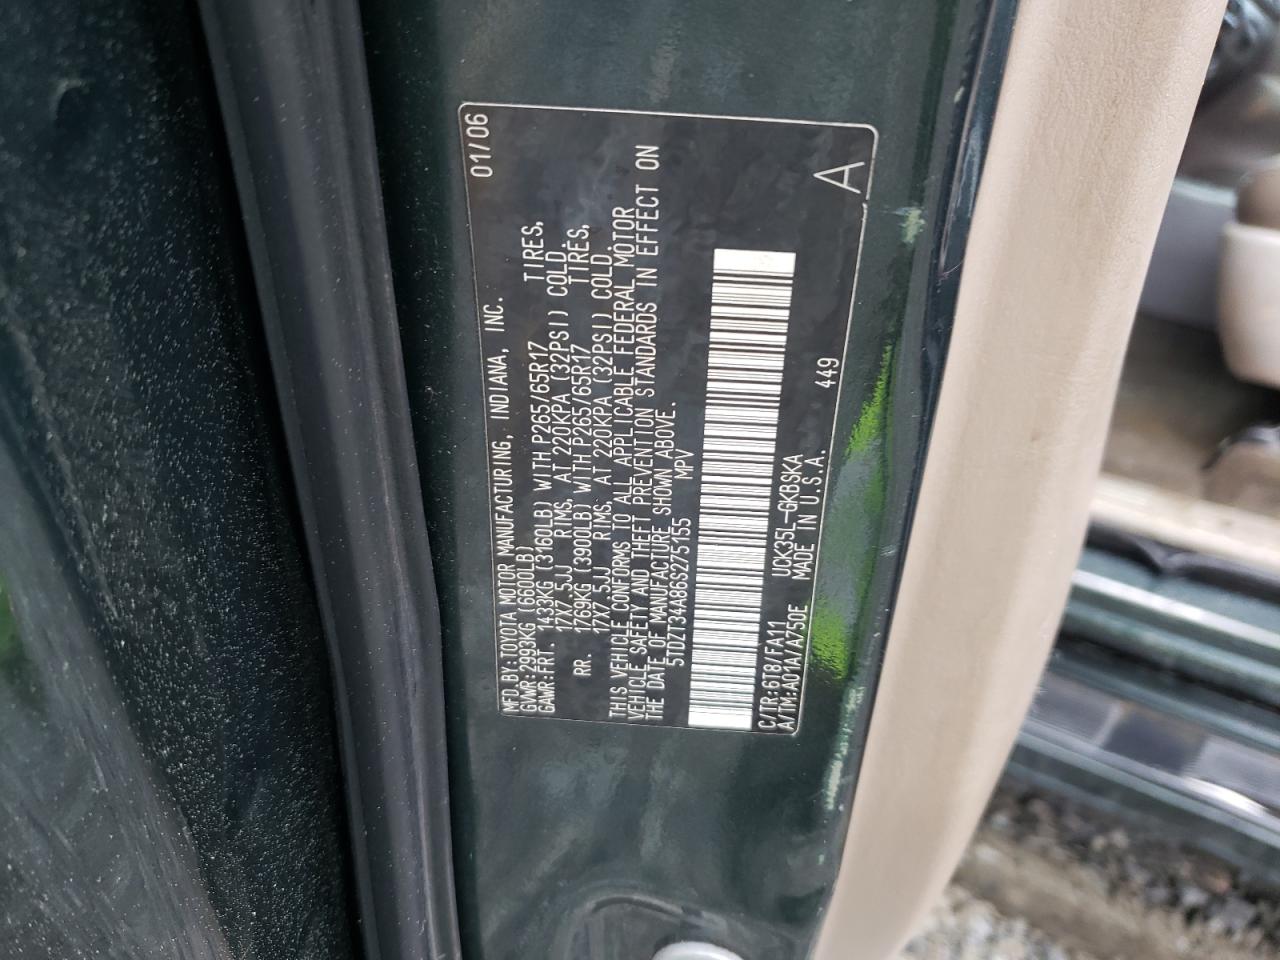 01/06
MFD. BY: TOYOTA MOTOR MANUFACTURING, INDIANA, INC.
GVWR: 2993KG (6600LB)
GAWR: FRT. 1433KG (3160LB) WITH P265/65R17 TIRES,
17X7.5JJ RIMS, AT 220KPA (32PSI) COLD.
RR. 1769KG (3900LB) WITH P265/65R17 TIRES,
17X7.5JJ RIMS, AT 220KPA (32PSI) COLD.
THIS VEHICLE CONFORMS TO ALL APPLICABLE FEDERAL MOTOR
VEHICLE SAFETY AND THEFT PREVENTION STANDARDS IN EFFECT ON
THE DATE OF MANUFACTURE SHOWN ABOVE.
5TDZT34A86S275155 MPV
C/TR: 6T8/FA11 UCK35L-GKBSKA 449
A/TM: A01A/A750E MADE IN U.S.A.
A